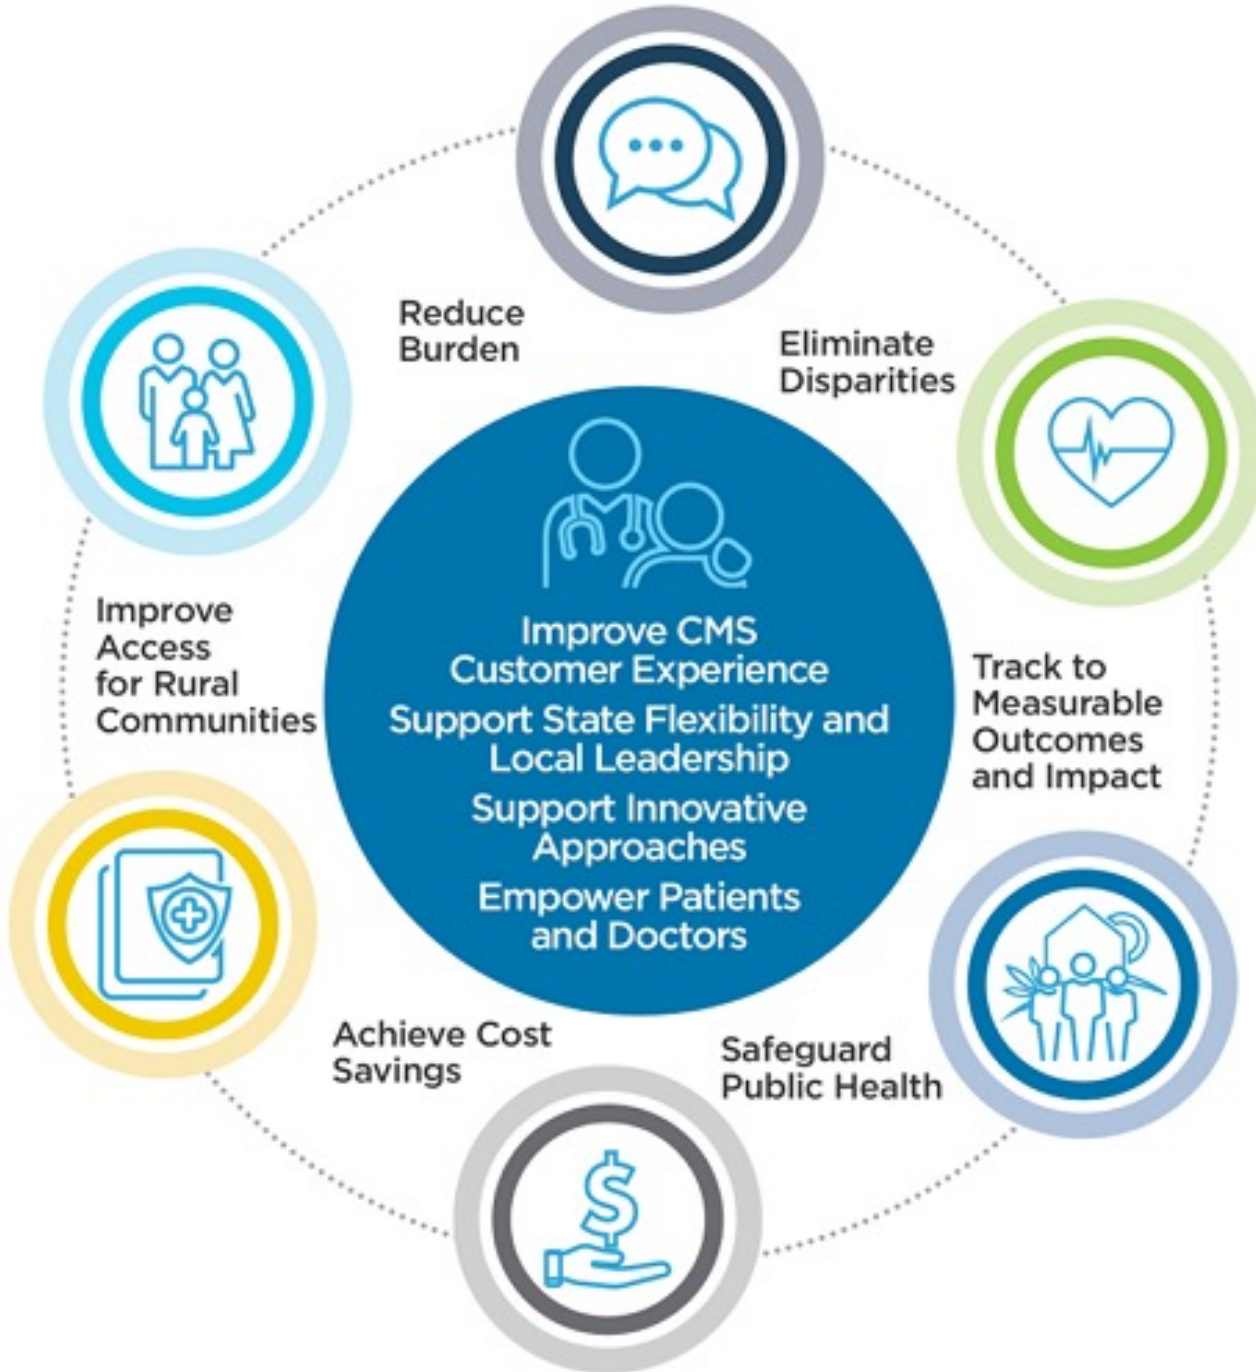 Reduce
Burden
Eliminate
Disparities
Improve
Access
for Rural
Communities
Improve CMS
Customer Experience
Support State Flexibility and
Local Leadership
Support Innovative
Approaches
Empower Patients
and Doctors
Track to
Measurable
Outcomes
and Impact
Achieve Cost
Savings
Safeguard
Public Health
$